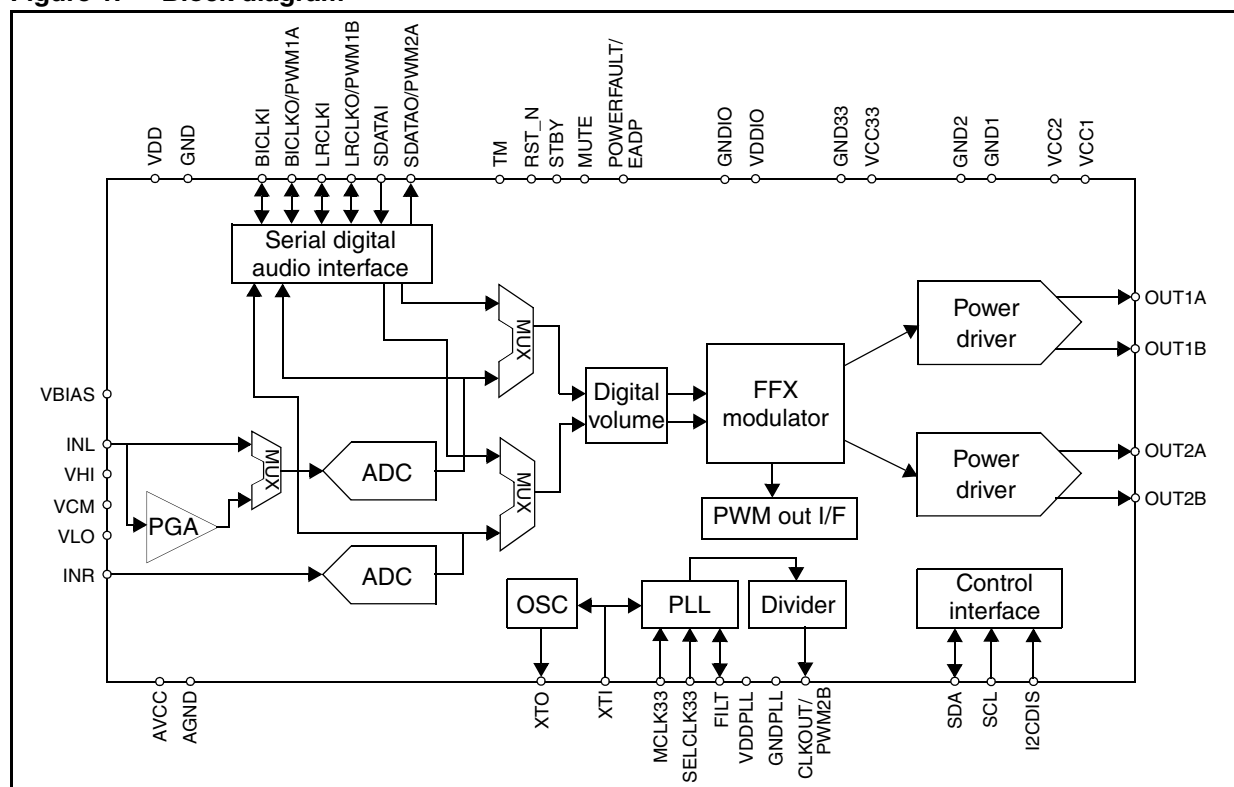 Figure 1. Block diagram
VDD
GND
BICLKI
BICLKO/PWM1A
LRCLKI
LRCLKO/PWM1B
SDATAI
SDATAO/PWM2A
TM
RST_N
STBY
MUTE
POWERFAULT/
EADP
GNDIO
VDDIO
GND33
VCC33
GND2
GND1
VCC2
VCC1
Serial digital
audio interface
MUX
Power
driver
OUT1A
OUT1B
VBIAS
INL
VHI
VCM
VLO
INR
PGA
MUX
ADC
ADC
MUX
Digital
volume
FFX
modulator
PWM out I/F
Power
driver
OUT2A
OUT2B
OSC
PLL
Divider
Control
interface
AVCC
AGND
XTO
XTI
MCLK33
SELCLK33
FILT
VDDPLL
GNDPLL
CLKOUT/
PWM2B
SDA
SCL
I2CDIS